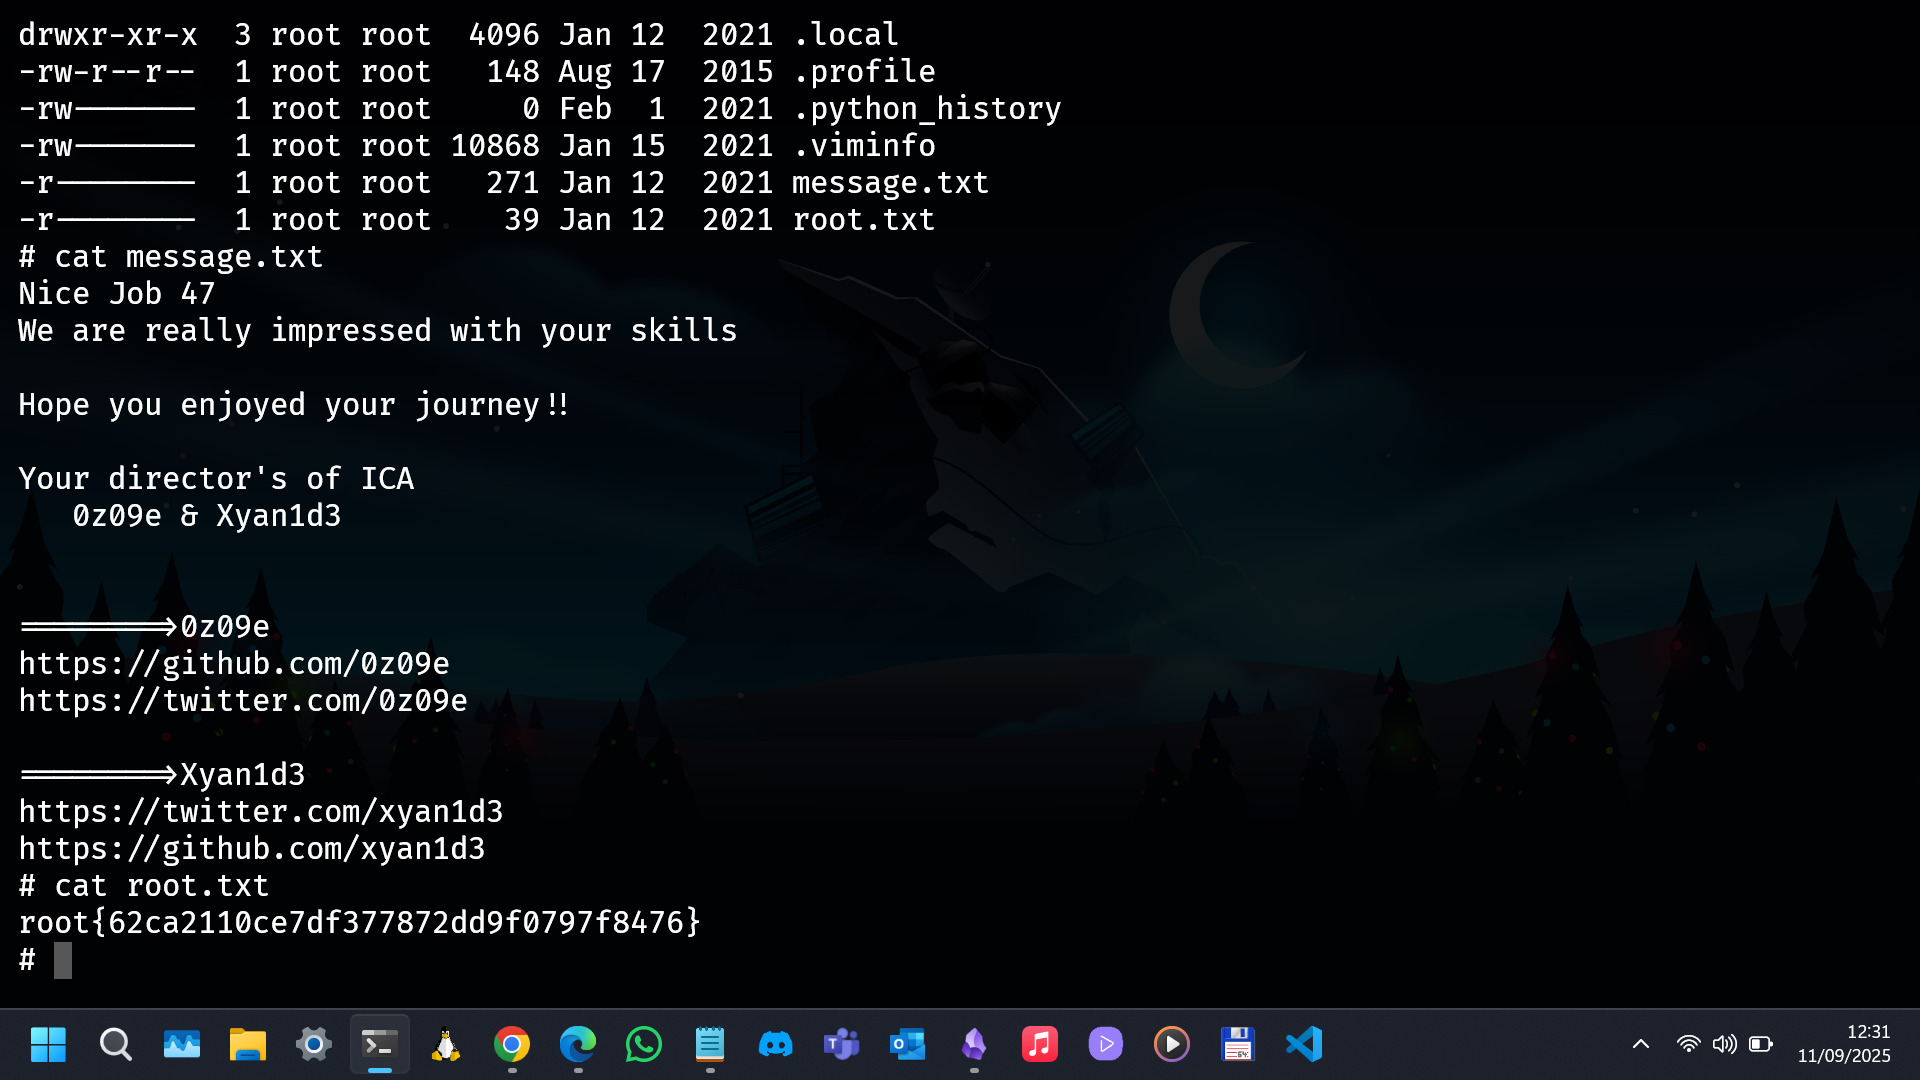 drwxr-xr-x  3 root root  4096 Jan 12  2021 .local
-rw-r--r--  1 root root   148 Aug 17  2015 .profile
-rw-------  1 root root     0 Feb  1  2021 .python_history
-rw-------  1 root root 10868 Jan 15  2021 .viminfo
-r--------  1 root root   271 Jan 12  2021 message.txt
-r--------  1 root root    39 Jan 12  2021 root.txt
# cat message.txt
Nice Job 47
We are really impressed with your skills
Hope you enjoyed your journey!!
Your director's of ICA
   0z09e & Xyan1d3
========>0z09e
https://github.com/0z09e
https://twitter.com/0z09e
========>Xyan1d3
https://twitter.com/xyan1d3
https://github.com/xyan1d3
# cat root.txt
root{62ca2110ce7df377872dd9f0797f8476}
#
12:31
11/09/2025